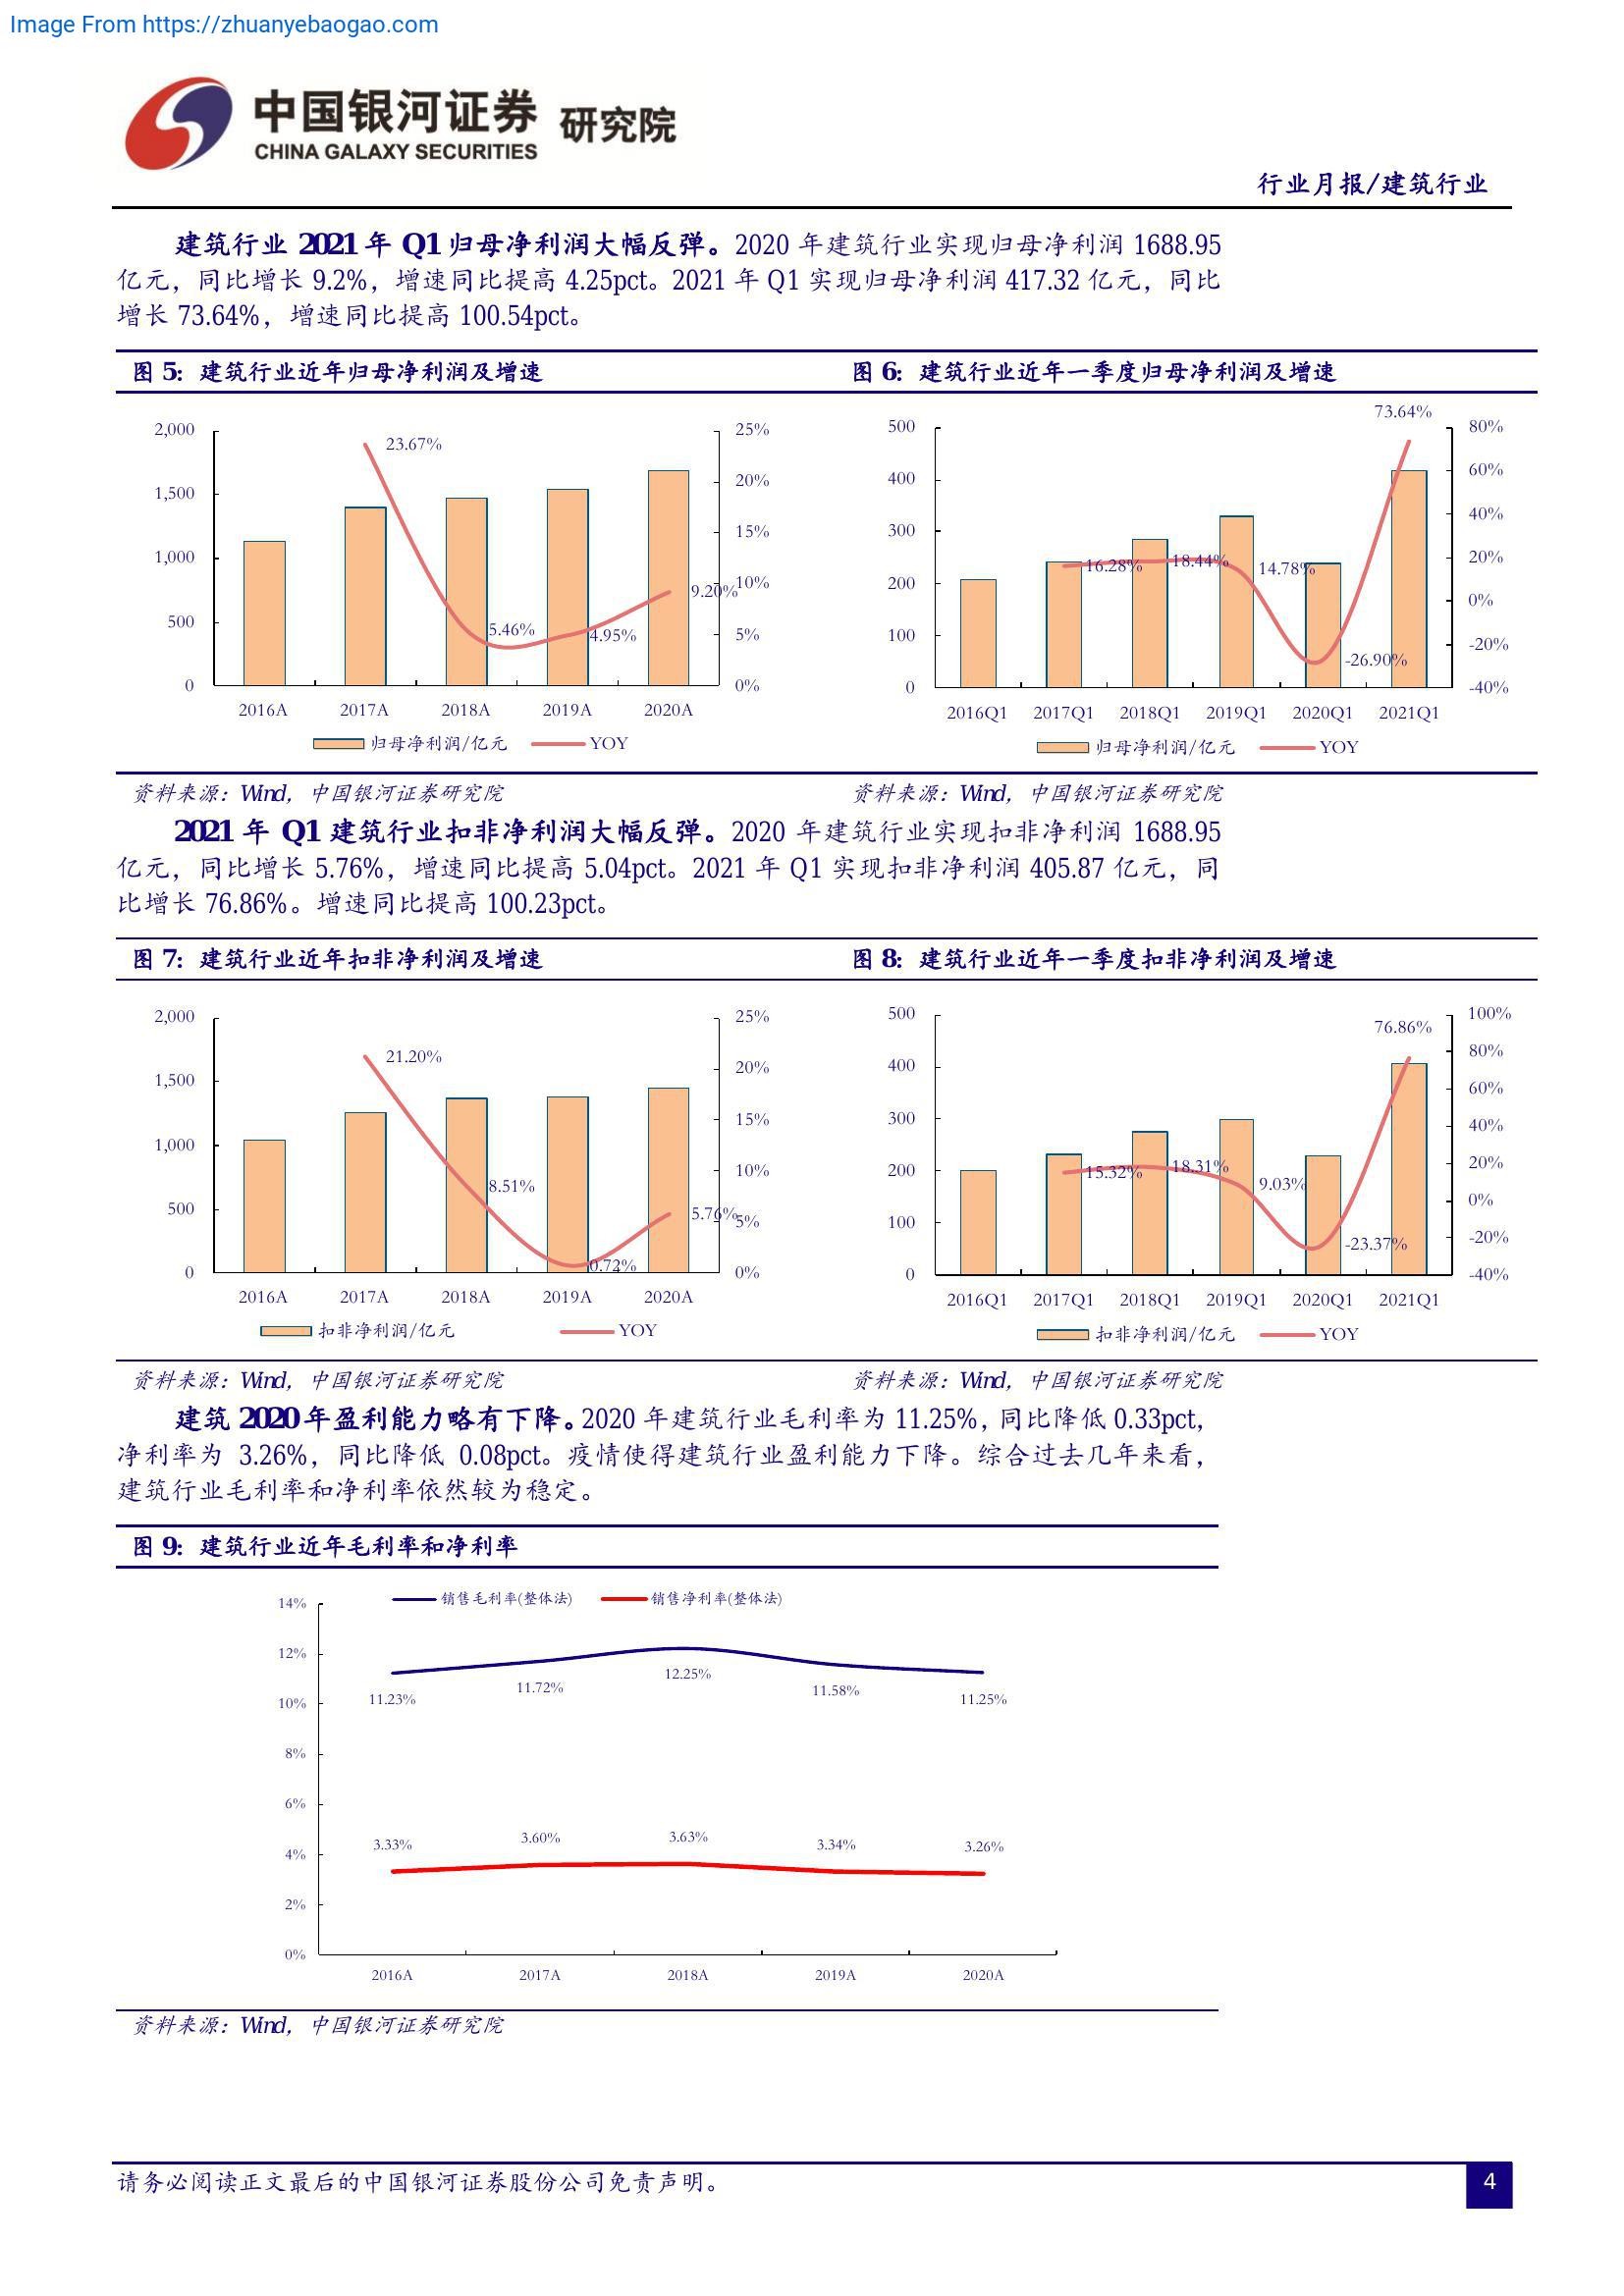 Image From https://zhuanyebaogao.com
中国银河证券 研究院
CHINA GALAXY SECURITIES
行业月报/建筑行业
建筑行业 2021 年 Q1 归母净利润大幅反弹。2020 年建筑行业实现归母净利润 1688.95
亿元，同比增长 9.2%，增速同比提高 4.25pct。2021 年 Q1 实现归母净利润 417.32 亿元，同比
增长 73.64%，增速同比提高 100.54pct。
图 5：建筑行业近年归母净利润及增速
2,000
1,500
1,000
500
0
25%
20%
15%
10%
5%
0%
23.67%
5.46%
4.95%
9.20%
2016A 2017A 2018A 2019A 2020A
归母净利润/亿元 YOY
图 6：建筑行业近年一季度归母净利润及增速
500
400
300
200
100
0
80%
60%
40%
20%
0%
-20%
-40%
16.28%
18.44%
14.78%
-26.90%
73.64%
2016Q1 2017Q1 2018Q1 2019Q1 2020Q1 2021Q1
归母净利润/亿元 YOY
资料来源：Wind，中国银河证券研究院
资料来源：Wind，中国银河证券研究院
2021 年 Q1 建筑行业扣非净利润大幅反弹。2020 年建筑行业实现扣非净利润 1688.95
亿元，同比增长 5.76%，增速同比提高 5.04pct。2021 年 Q1 实现扣非净利润 405.87 亿元，同
比增长 76.86%。增速同比提高 100.23pct。
图 7：建筑行业近年扣非净利润及增速
2,000
1,500
1,000
500
0
25%
20%
15%
10%
5%
0%
21.20%
8.51%
0.72%
5.76%
2016A 2017A 2018A 2019A 2020A
扣非净利润/亿元 YOY
图 8：建筑行业近年一季度扣非净利润及增速
500
400
300
200
100
0
100%
80%
60%
40%
20%
0%
-20%
-40%
15.32%
18.31%
9.03%
-23.37%
76.86%
2016Q1 2017Q1 2018Q1 2019Q1 2020Q1 2021Q1
扣非净利润/亿元 YOY
资料来源：Wind，中国银河证券研究院
资料来源：Wind，中国银河证券研究院
建筑 2020 年盈利能力略有下降。2020 年建筑行业毛利率为 11.25%，同比降低 0.33pct，
净利率为 3.26%，同比降低 0.08pct。疫情使得建筑行业盈利能力下降。综合过去几年来看，
建筑行业毛利率和净利率依然较为稳定。
图 9：建筑行业近年毛利率和净利率
销售毛利率(整体法) 销售净利率(整体法)
14%
12%
10%
8%
6%
4%
2%
0%
11.23% 11.72% 12.25% 11.58% 11.25%
3.33% 3.60% 3.63% 3.34% 3.26%
2016A 2017A 2018A 2019A 2020A
资料来源：Wind，中国银河证券研究院
请务必阅读正文最后的中国银河证券股份公司免责声明。
4